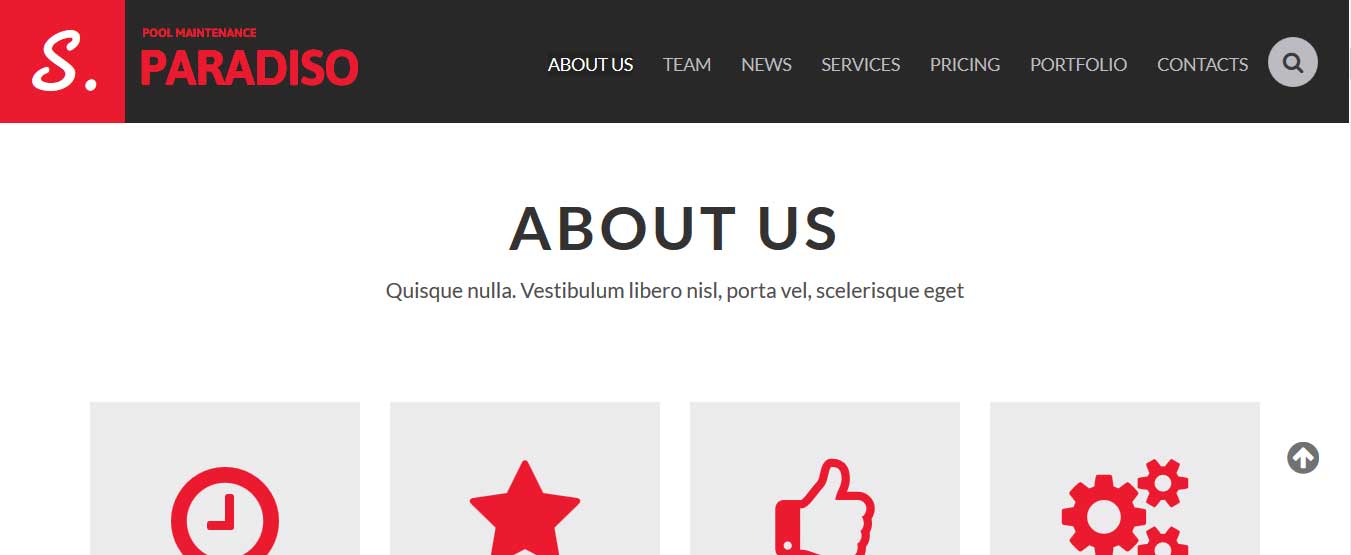 S.
POOL MAINTENANCE
PARADISO
ABOUT US TEAM NEWS SERVICES PRICING PORTFOLIO CONTACTS
ABOUT US
Quisque nulla. Vestibulum libero nisl, porta vel, scelerisque eget